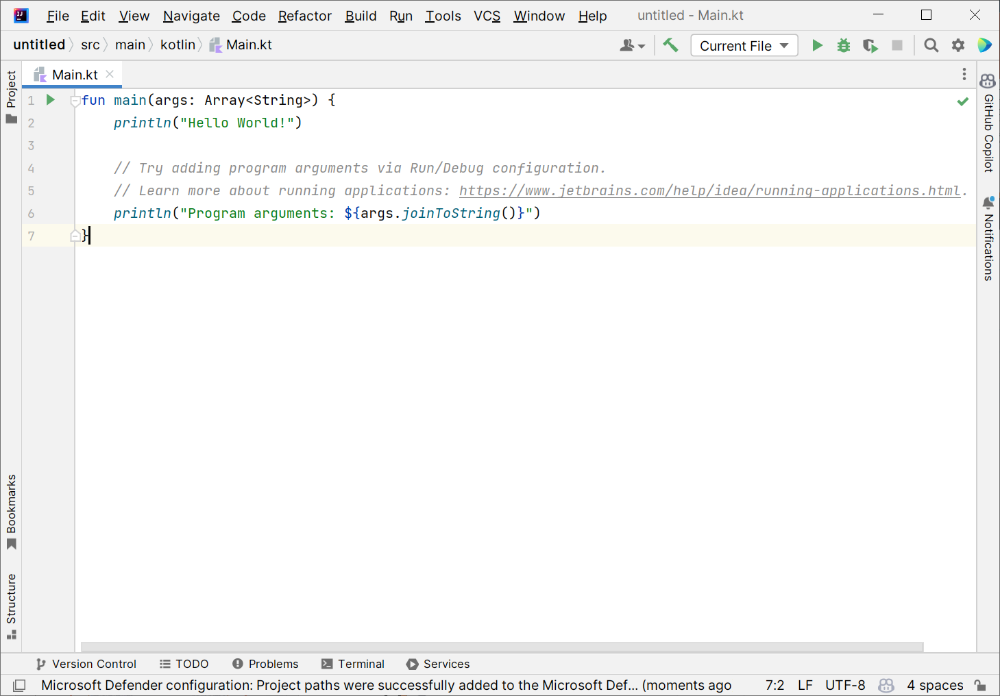 File Edit View Navigate Code Refactor Build Run Tools VCS Window Help untitled - Main.kt
untitled src main kotlin Main.kt Current File
Main.kt
1 fun main(args: Array<String>) {
2 println("Hello World!")
3
4 // Try adding program arguments via Run/Debug configuration.
5 // Learn more about running applications: https://www.jetbrains.com/help/idea/running-applications.html.
6 println("Program arguments: ${args.joinToString()}")
7 }
Project
Bookmarks
Structure
GitHub Copilot
Notifications
Version Control TODO Problems Terminal Services
Microsoft Defender configuration: Project paths were successfully added to the Microsoft Def... (moments ago 7:2 LF UTF-8 4 spaces